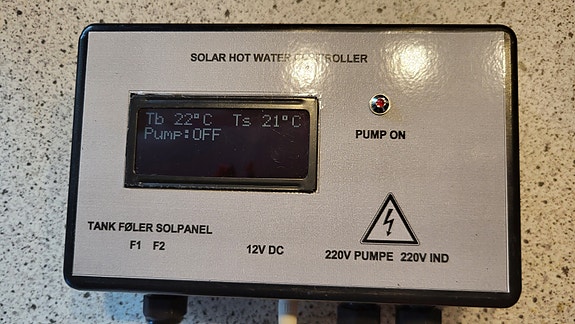 SOLAR HOT WATER CONTROLLER
Tb 22°C Ts 21°C
Pump:OFF
PUMP ON
TANK FØLER SOLPANEL
F1 F2
12V DC
220V PUMPE 220V IND